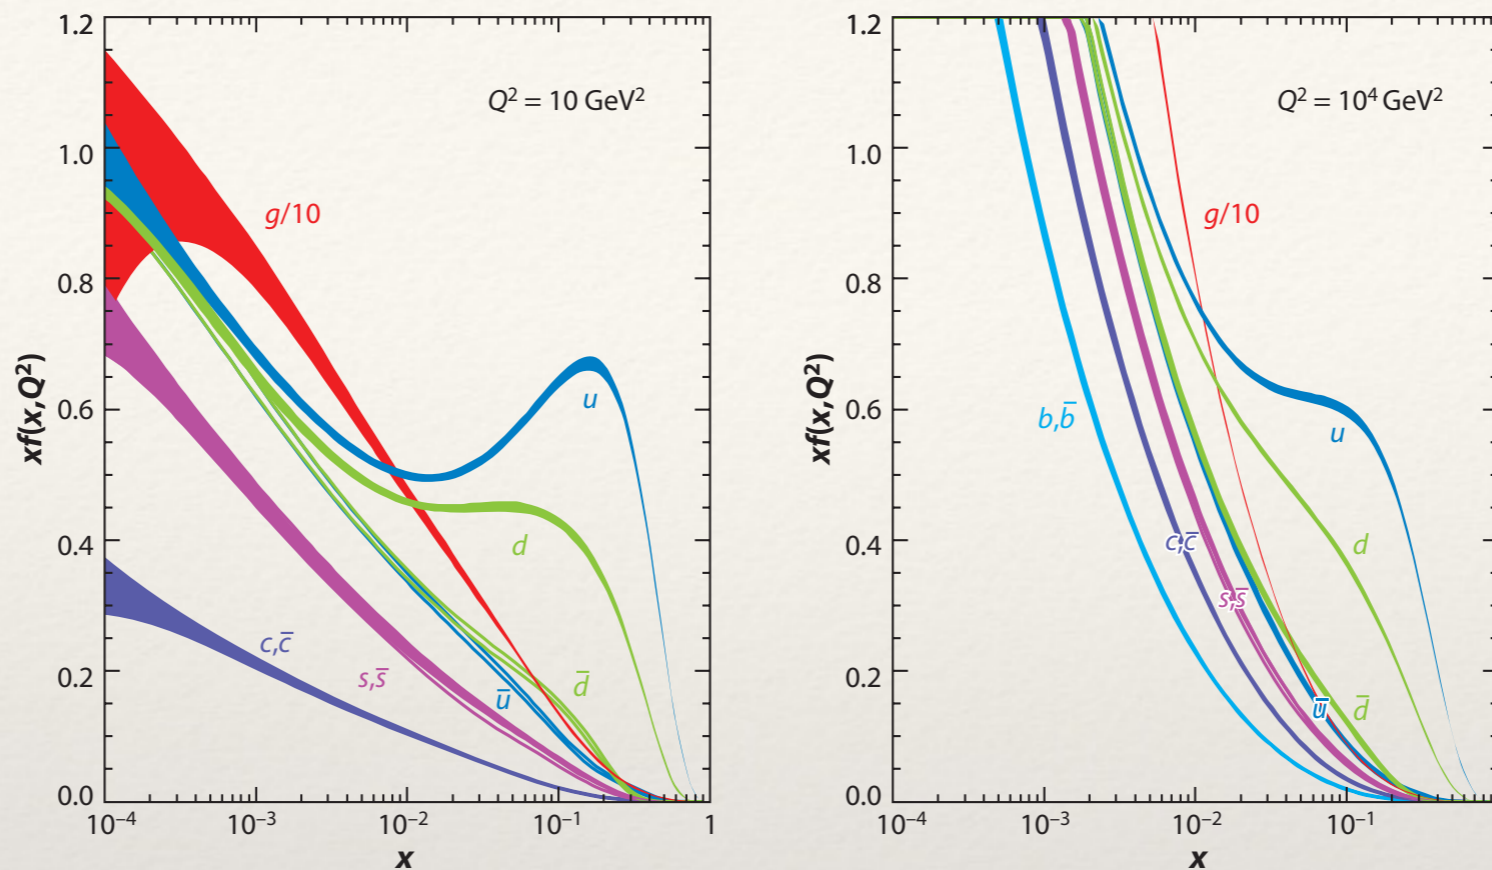 1.2
1.0
0.8
0.6
0.4
0.2
0.0
xf(x,Q²)
Q² = 10 GeV²
g/10
u
d
c,c̄
s,s̄
ū
d̄
10⁻⁴ 10⁻³ 10⁻² 10⁻¹ 1
x
1.2
1.0
0.8
0.6
0.4
0.2
0.0
xf(x,Q²)
Q² = 10⁴ GeV²
g/10
b,b̄
u
d
c,c̄
s,s̄
ū
d̄
10⁻⁴ 10⁻³ 10⁻² 10⁻¹
x